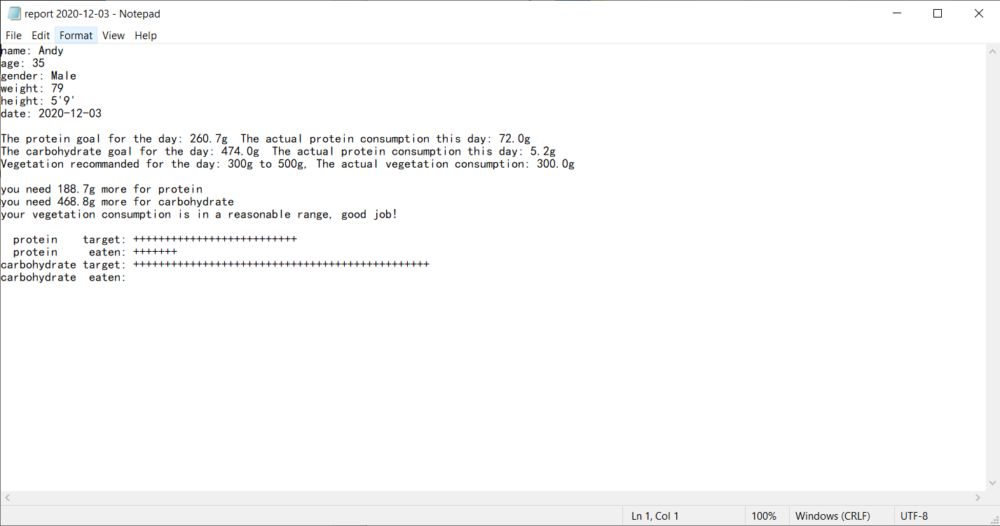 report 2020-12-03 - Notepad
File Edit Format View Help
name: Andy
age: 35
gender: Male
weight: 79
height: 5'9'
date: 2020-12-03
The protein goal for the day: 260.7g  The actual protein consumption this day: 72.0g
The carbohydrate goal for the day: 474.0g  The actual protein consumption this day: 5.2g
Vegetation recommanded for the day: 300g to 500g, The actual vegetation consumption: 300.0g
you need 188.7g more for protein
you need 468.8g more for carbohydrate
your vegetation consumption is in a reasonable range, good job!
  protein    target: ++++++++++++++++++++++++++
  protein     eaten: +++++++
carbohydrate target: +++++++++++++++++++++++++++++++++++++++++++++++
carbohydrate  eaten:
Ln 1, Col 1 100% Windows (CRLF) UTF-8